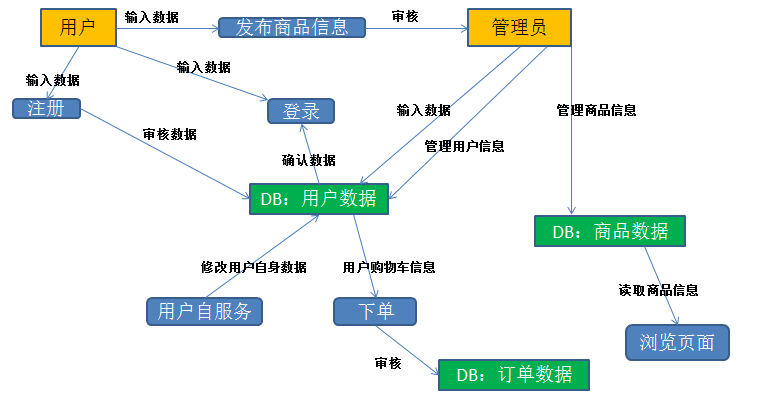 用户
输入数据
发布商品信息
审核
管理员
输入数据
输入数据
注册
登录
输入数据
管理商品信息
审核数据
确认数据
管理用户信息
DB：用户数据
DB：商品数据
修改用户自身数据
用户购物车信息
读取商品信息
用户自服务
下单
浏览页面
审核
DB：订单数据